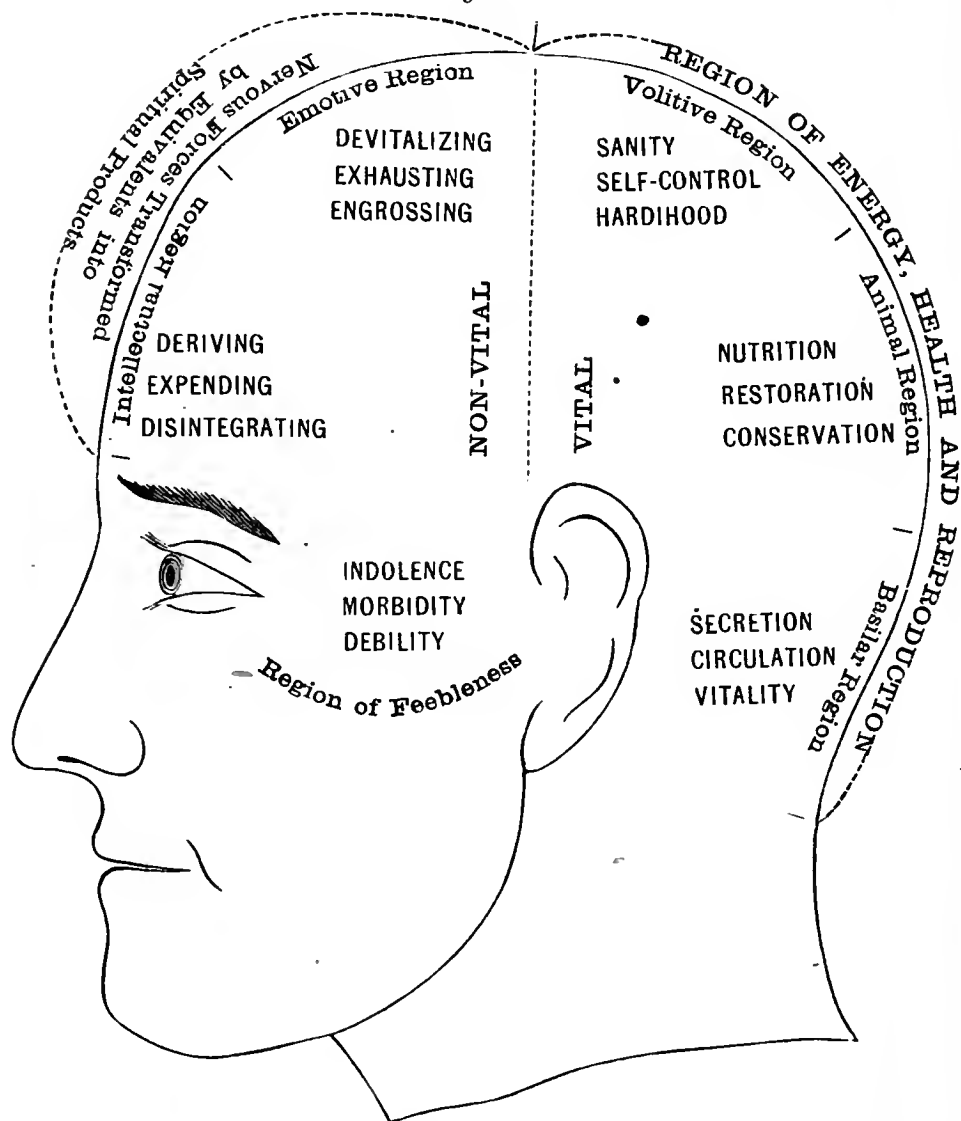 Nervous Forces Transformed
by Equivalents into
Spiritual Products.
Emotive Region
Intellectual Region
DEVITALIZING
EXHAUSTING
ENGROSSING
DERIVING
EXPENDING
DISINTEGRATING
NON-VITAL
VITAL
REGION OF ENERGY, HEALTH AND REPRODUCTION
Volitive Region
SANITY
SELF-CONTROL
HARDIHOOD
Animal Region
NUTRITION
RESTORATION
CONSERVATION
INDOLENCE
MORBIDITY
DEBILITY
Region of Feebleness
SECRETION
CIRCULATION
VITALITY
Basilar Region